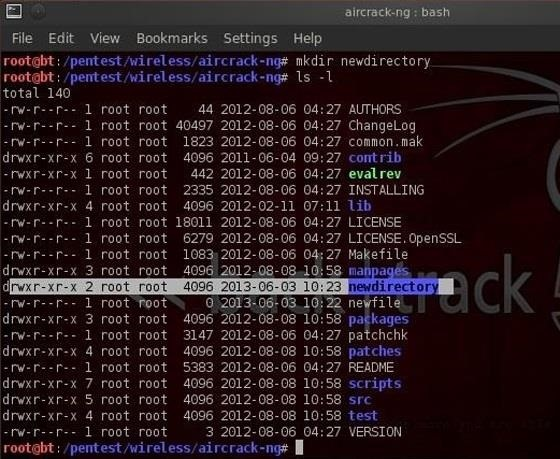 aircrack-ng : bash
File Edit View Bookmarks Settings Help
root@bt:/pentest/wireless/aircrack-ng# mkdir newdirectory
root@bt:/pentest/wireless/aircrack-ng# ls -l
total 140
-rw-r--r-- 1 root root 44 2012-08-06 04:27 AUTHORS
-rw-r--r-- 1 root root 40497 2012-08-06 04:27 ChangeLog
-rw-r--r-- 1 root root 1823 2012-08-06 04:27 common.mak
drwxr-xr-x 6 root root 4096 2011-06-04 09:27 contrib
-rwxr-xr-x 1 root root 442 2012-08-06 04:27 evalrev
-rw-r--r-- 1 root root 2335 2012-08-06 04:27 INSTALLING
drwxr-xr-x 4 root root 4096 2012-02-11 07:11 lib
-rw-r--r-- 1 root root 18011 2012-08-06 04:27 LICENSE
-rw-r--r-- 1 root root 6279 2012-08-06 04:27 LICENSE.OpenSSL
-rw-r--r-- 1 root root 1083 2012-08-06 04:27 Makefile
drwxr-xr-x 3 root root 4096 2012-08-08 10:58 manpages
drwxr-xr-x 2 root root 4096 2013-06-03 10:23 newdirectory
-rw-r--r-- 1 root root 0 2013-06-03 10:22 newfile
drwxr-xr-x 3 root root 4096 2012-08-08 10:58 packages
-rw-r--r-- 1 root root 3147 2012-08-06 04:27 patchchk
drwxr-xr-x 4 root root 4096 2012-08-08 10:58 patches
-rw-r--r-- 1 root root 5383 2012-08-06 04:27 README
drwxr-xr-x 7 root root 4096 2012-08-08 10:58 scripts
drwxr-xr-x 5 root root 4096 2012-08-08 10:58 src
drwxr-xr-x 4 root root 4096 2012-08-08 10:58 test
-rw-r--r-- 1 root root 3 2012-08-06 04:27 VERSION
root@bt:/pentest/wireless/aircrack-ng#
back | track